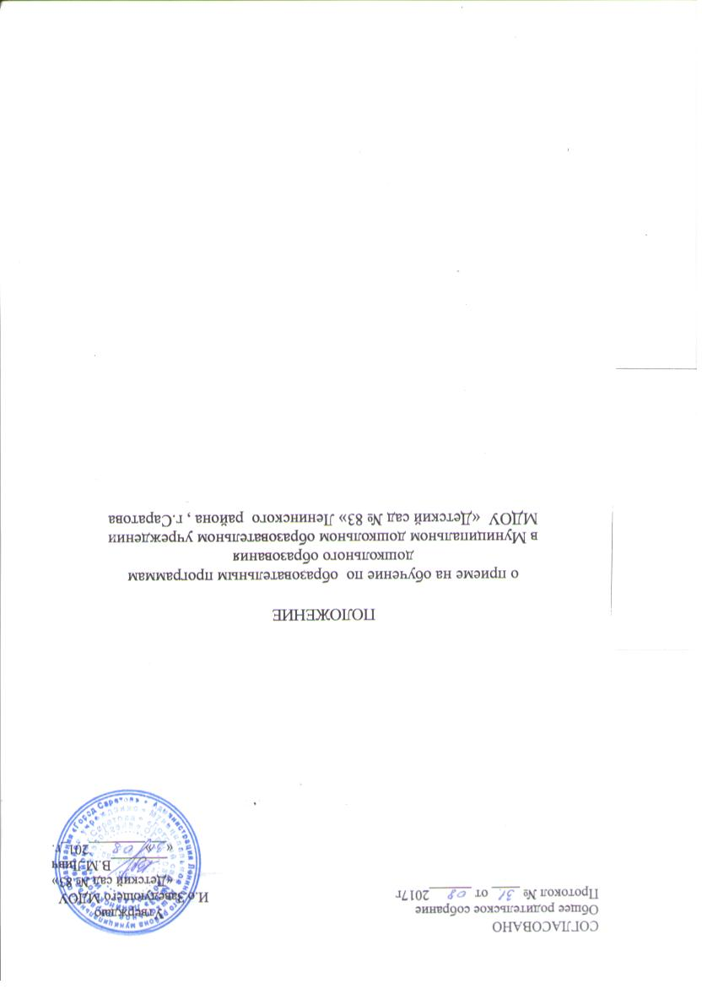 СОГЛАСОВАНО
Общее родительское собрание
Протокол № 31 от 08 2017г
Утверждаю
И.о Заведующего МДОУ
«Детский сад № 83»
В.М.
«31» 08 201 г.
ПОЛОЖЕНИЕ
о приеме на обучение по образовательным программам
дошкольного образования
в Муниципальном дошкольном образовательном учреждении
МДОУ «Детский сад № 83» Ленинского района , г.Саратова